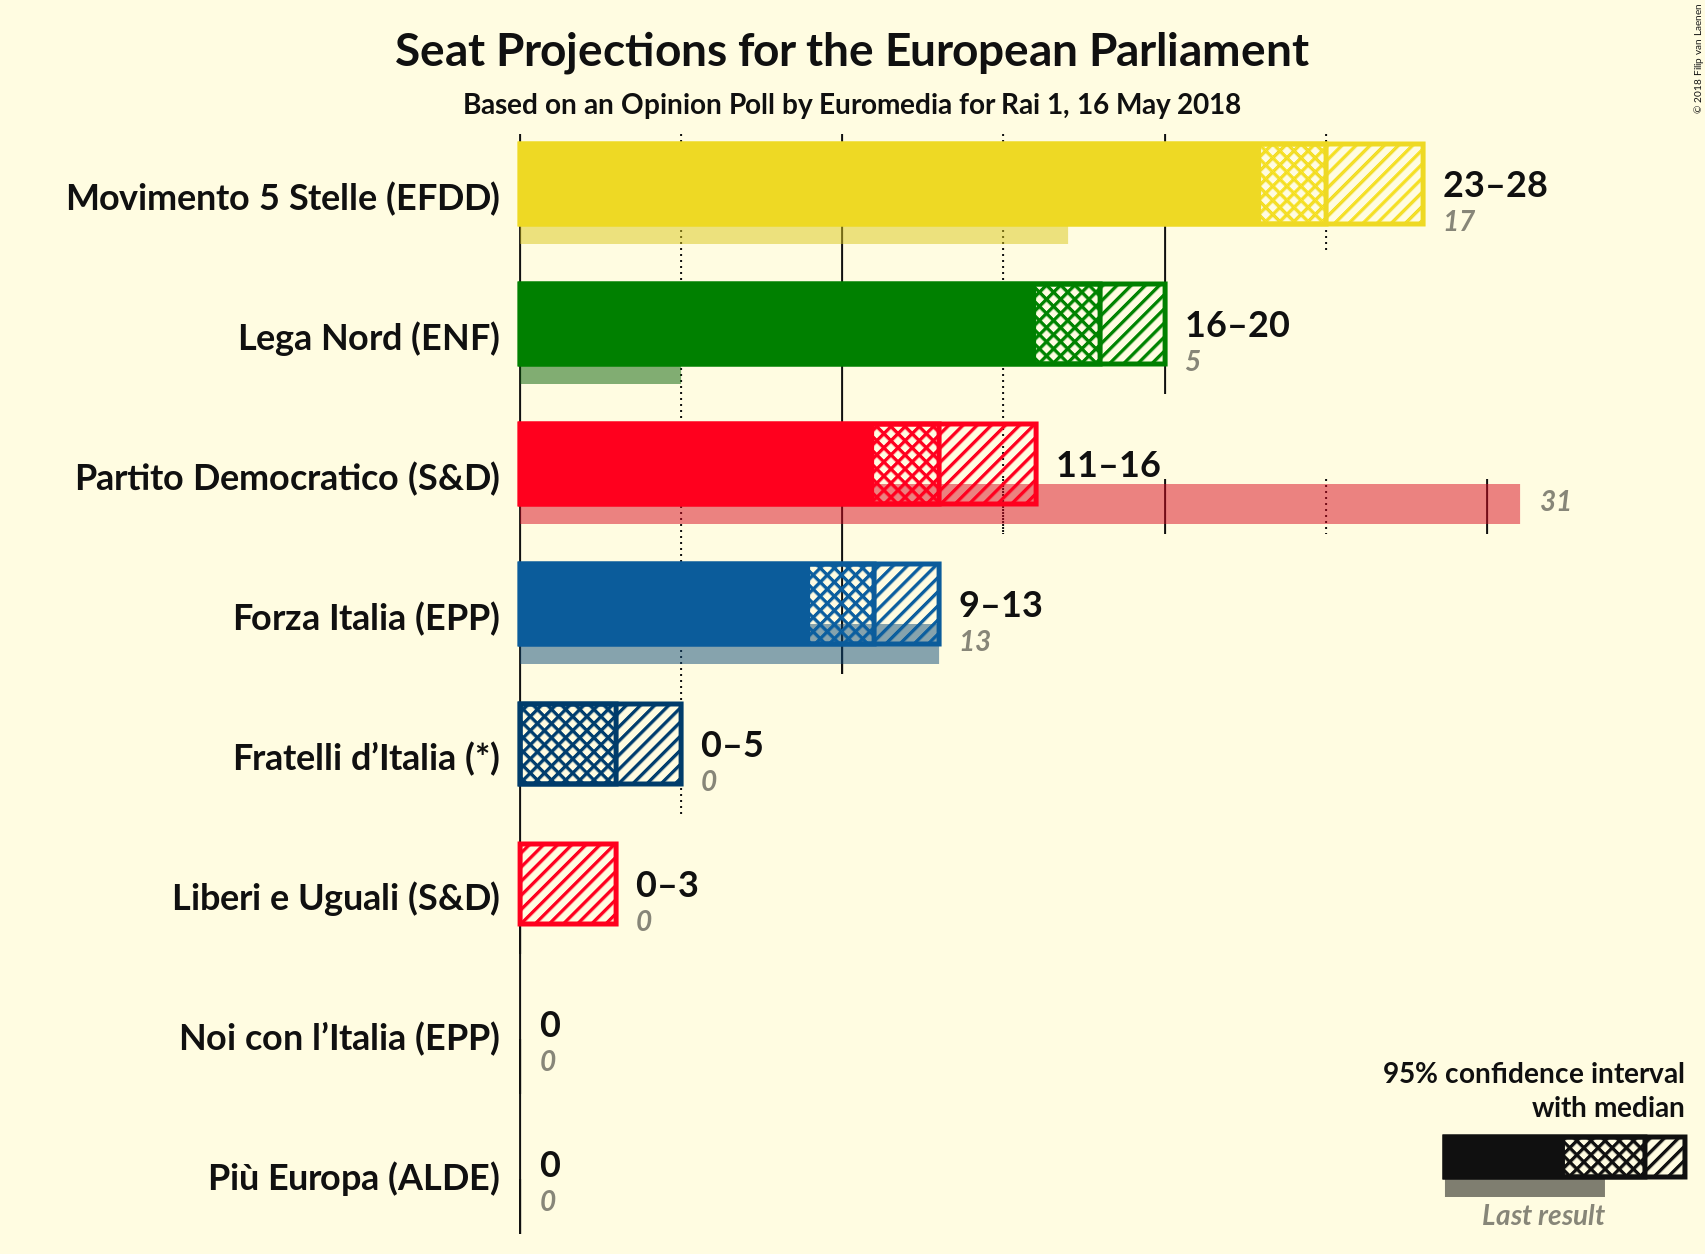 Seat Projections for the European Parliament
Based on an Opinion Poll by Euromedia for Rai 1, 16 May 2018
© 2018 Filip van Laenen
Movimento 5 Stelle (EFDD)
23–28
17
Lega Nord (ENF)
16–20
5
Partito Democratico (S&D)
11–16
31
Forza Italia (EPP)
9–13
13
Fratelli d’Italia (*)
0–5
0
Liberi e Uguali (S&D)
0–3
0
Noi con l’Italia (EPP)
0
0
Più Europa (ALDE)
0
0
95% confidence interval
with median
Last result